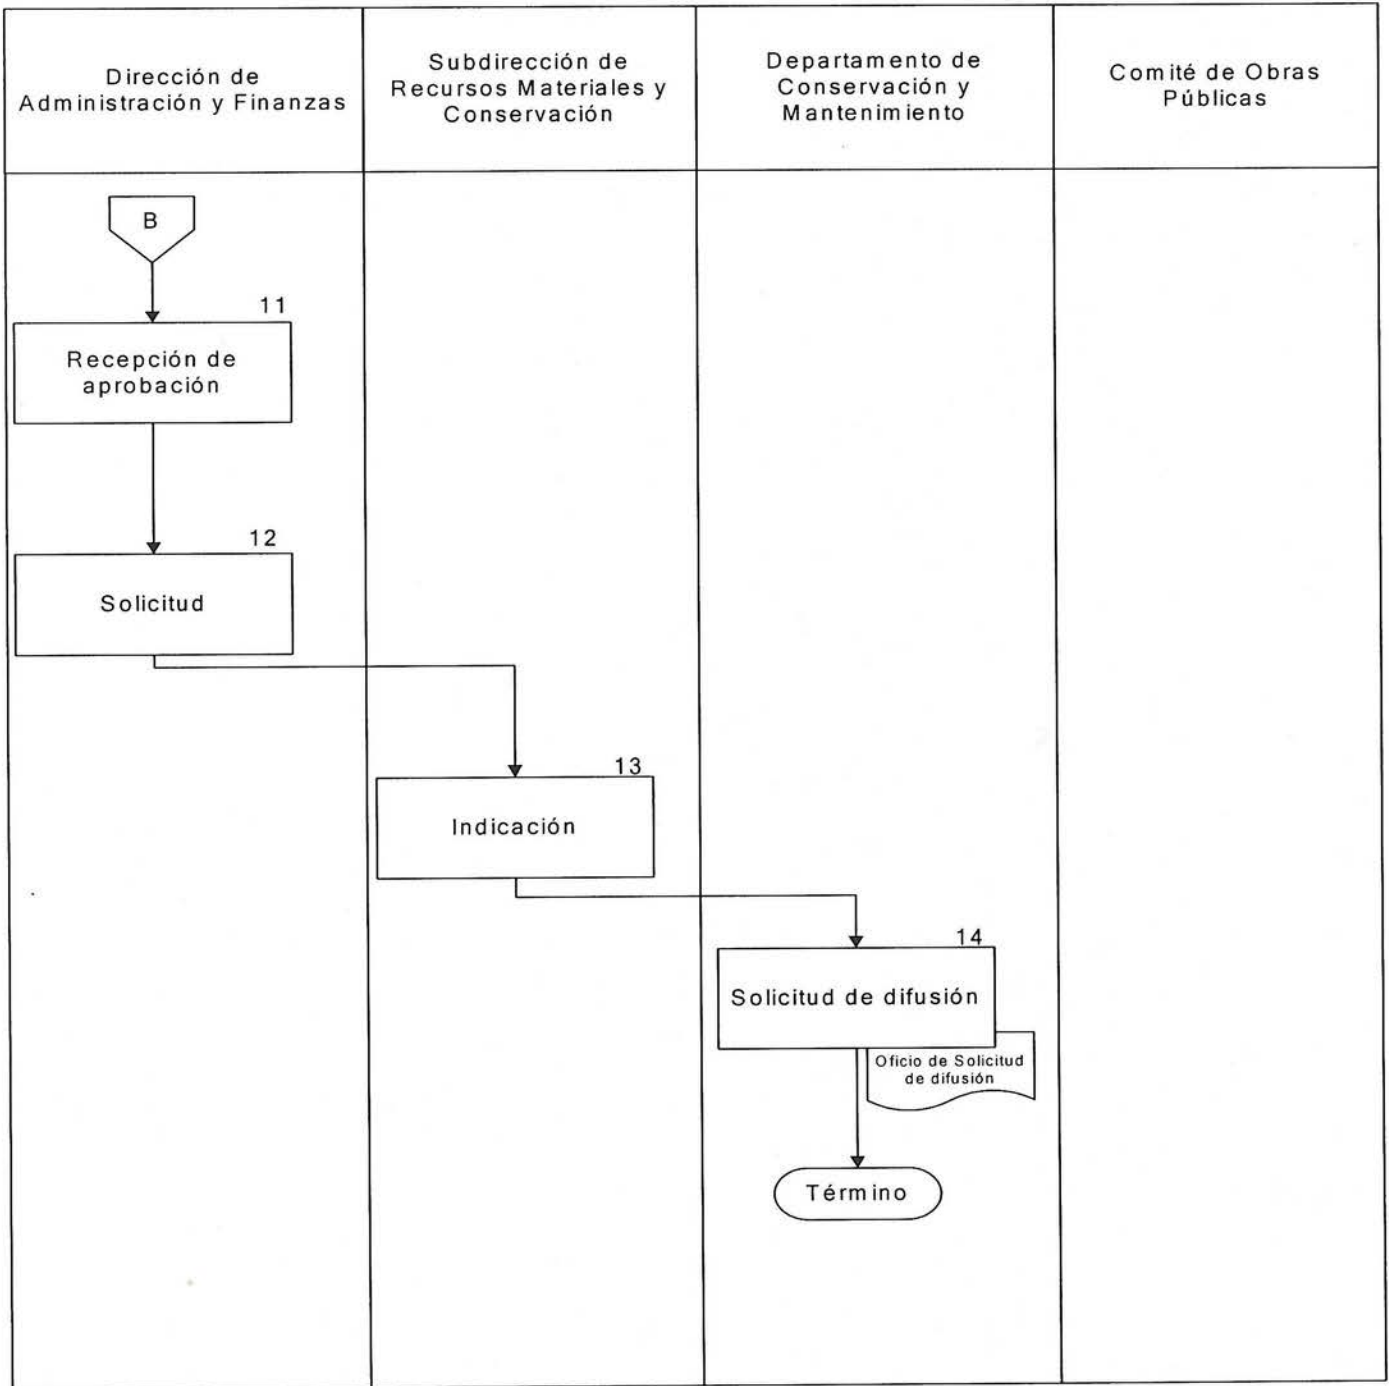 Dirección de
Administración y Finanzas
Subdirección de
Recursos Materiales y
Conservación
Departamento de
Conservación y
Mantenimiento
Comité de Obras
Públicas
B
11
Recepción de
aprobación
12
Solicitud
13
Indicación
14
Solicitud de difusión
Oficio de Solicitud
de difusión
Término